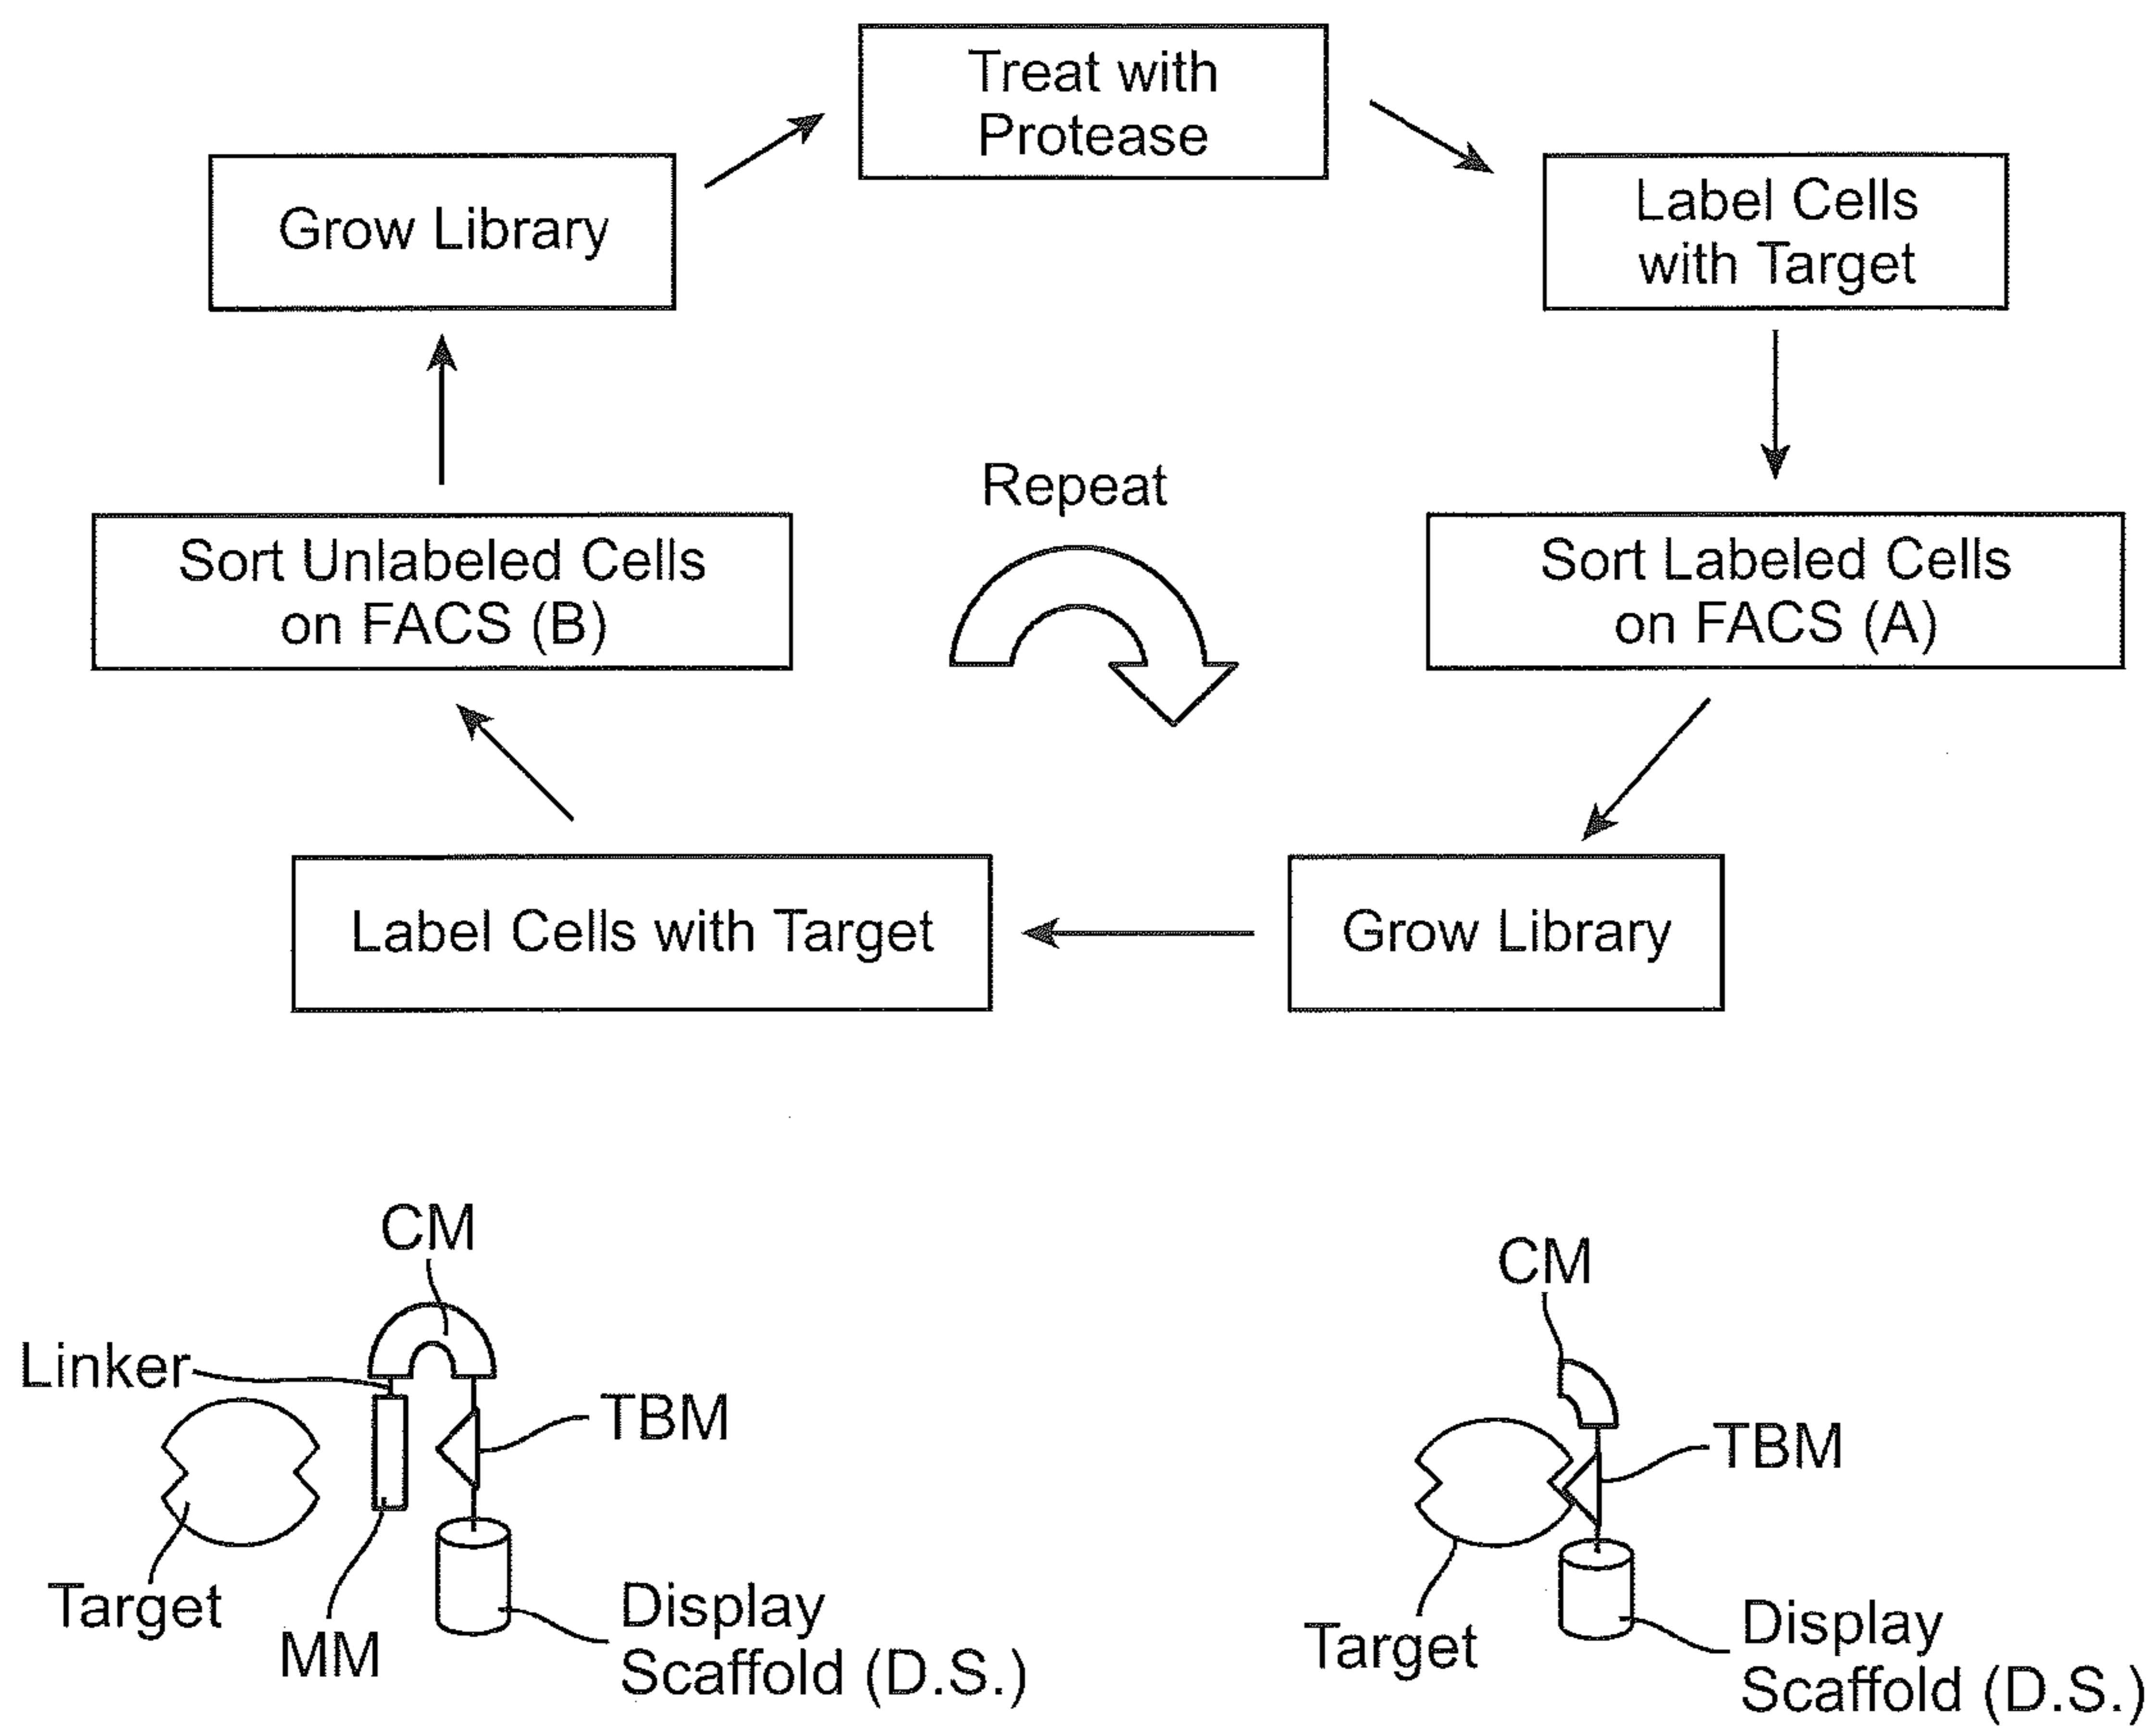 Treat with
Protease
Grow Library
Label Cells
with Target
Repeat
Sort Unlabeled Cells
on FACS (B)
Sort Labeled Cells
on FACS (A)
Label Cells with Target
Grow Library
CM
Linker
TBM
Target
MM
Display
Scaffold (D.S.)
CM
TBM
Target
Display
Scaffold (D.S.)